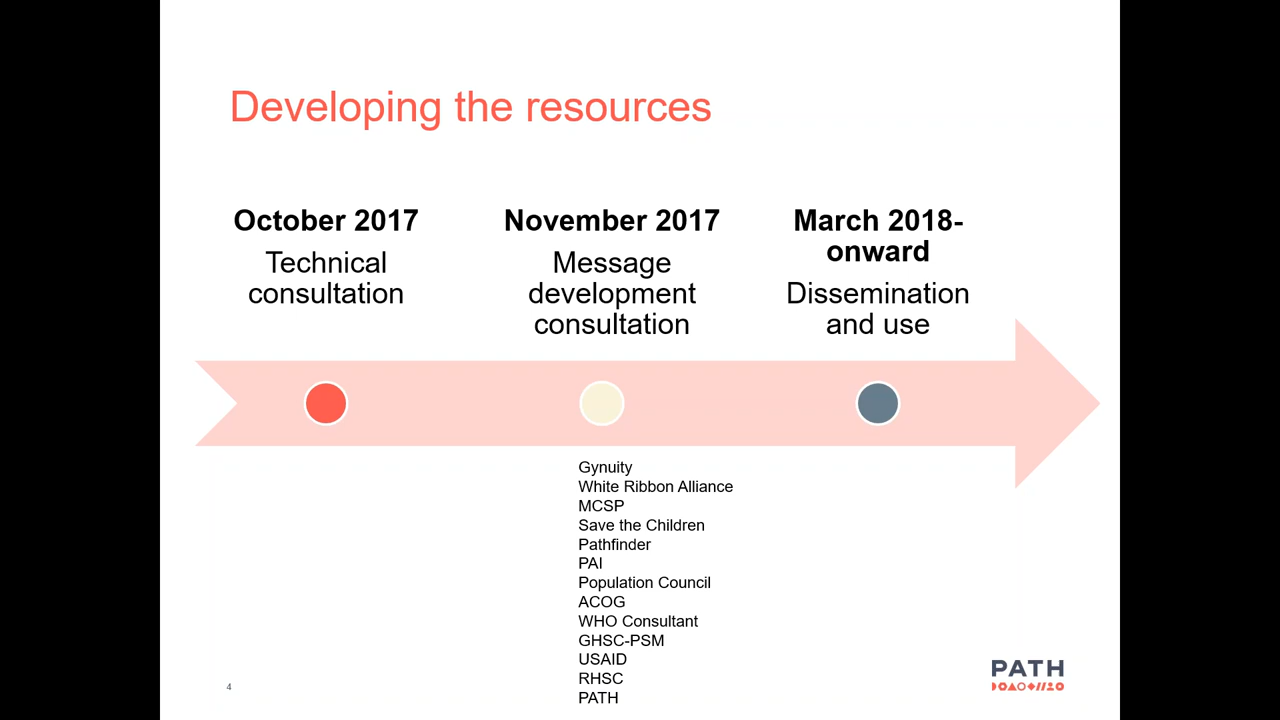 Developing the resources
October 2017
Technical
consultation
November 2017
Message
development
consultation
March 2018-
onward
Dissemination
and use
Gynuity
White Ribbon Alliance
MCSP
Save the Children
Pathfinder
PAI
Population Council
ACOG
WHO Consultant
GHSC-PSM
USAID
RHSC
PATH
4
PATH